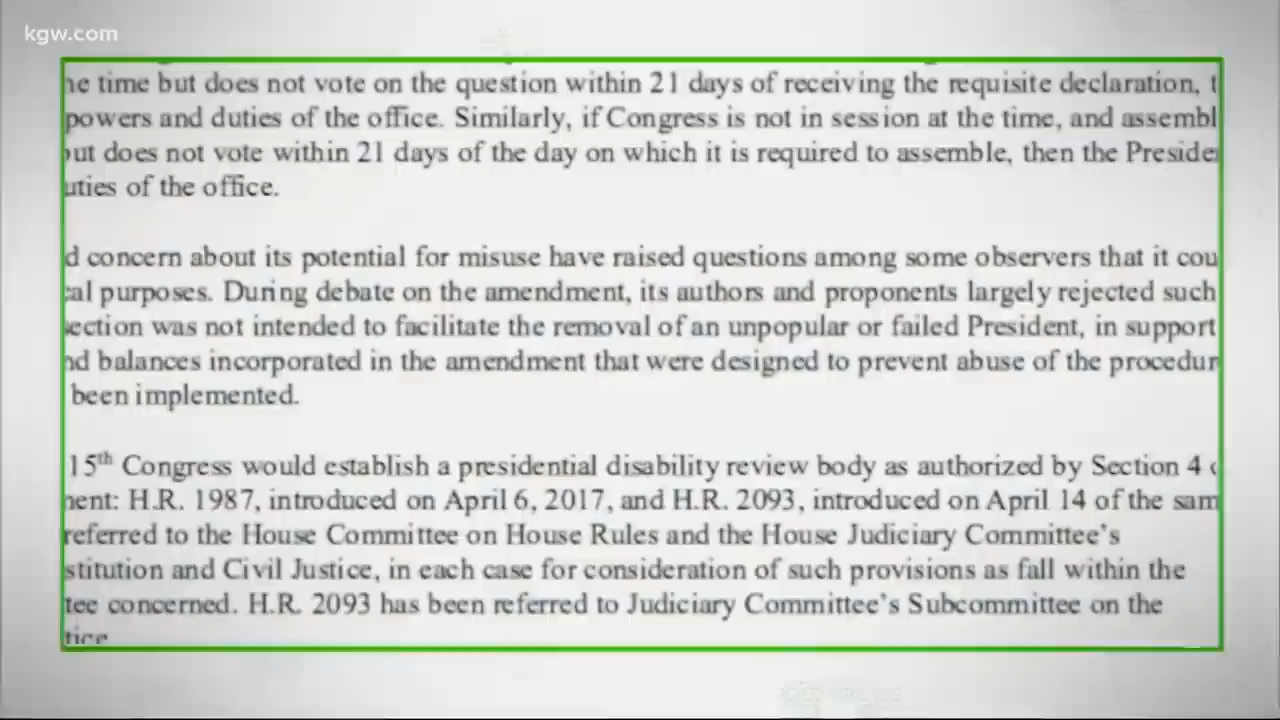 kgw.com
he time but does not vote on the question within 21 days of receiving the requisite declaration, t
powers and duties of the office. Similarly, if Congress is not in session at the time, and assembl
out does not vote within 21 days of the day on which it is required to assemble, then the Preside
uties of the office.
d concern about its potential for misuse have raised questions among some observers that it cou
cal purposes. During debate on the amendment, its authors and proponents largely rejected such
ection was not intended to facilitate the removal of an unpopular or failed President, in support
nd balances incorporated in the amendment that were designed to prevent abuse of the procedur
been implemented.
15th Congress would establish a presidential disability review body as authorized by Section 4
ment: H.R. 1987, introduced on April 6, 2017, and H.R. 2093, introduced on April 14 of the sam
referred to the House Committee on House Rules and the House Judiciary Committee's
stitution and Civil Justice, in each case for consideration of such provisions as fall within the
tee concerned. H.R. 2093 has been referred to Judiciary Committee's Subcommittee on the
tice